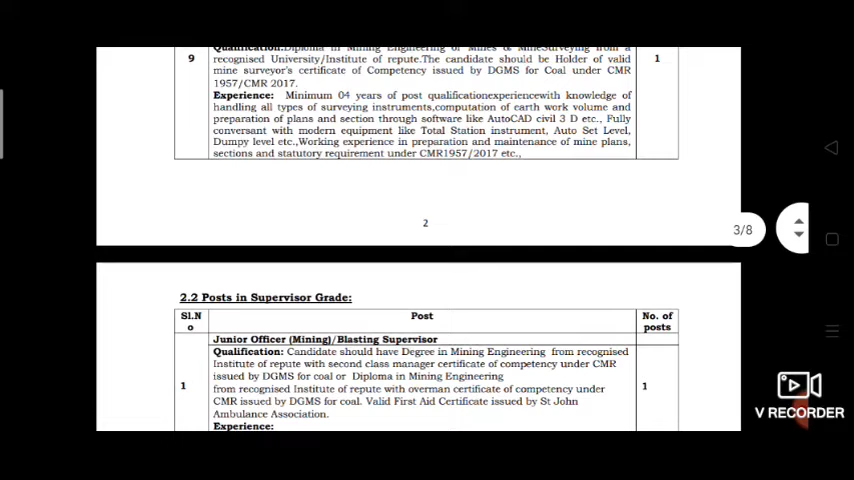 Qualification:Diploma in Mining Engineering of Mines & MineSurveying from a
9 recognised University/Institute of repute.The candidate should be Holder of valid 1
mine surveyor's certificate of Competency issued by DGMS for Coal under CMR
1957/CMR 2017.
Experience: Minimum 04 years of post qualificationexperiencewith knowledge of
handling all types of surveying instruments,computation of earth work volume and
preparation of plans and section through software like AutoCAD civil 3 D etc., Fully
conversant with modern equipment like Total Station instrument, Auto Set Level,
Dumpy level etc.,Working experience in preparation and maintenance of mine plans,
sections and statutory requirement under CMR1957/2017 etc.,
2
3/8
2.2 Posts in Supervisor Grade:
Sl.N Post No. of
o posts
Junior Officer (Mining)/Blasting Supervisor
Qualification: Candidate should have Degree in Mining Engineering from recognised
Institute of repute with second class manager certificate of competency under CMR
issued by DGMS for coal or Diploma in Mining Engineering
1 from recognised Institute of repute with overman certificate of competency under 1
CMR issued by DGMS for coal. Valid First Aid Certificate issued by St John
Ambulance Association.
Experience:
V RECORDER